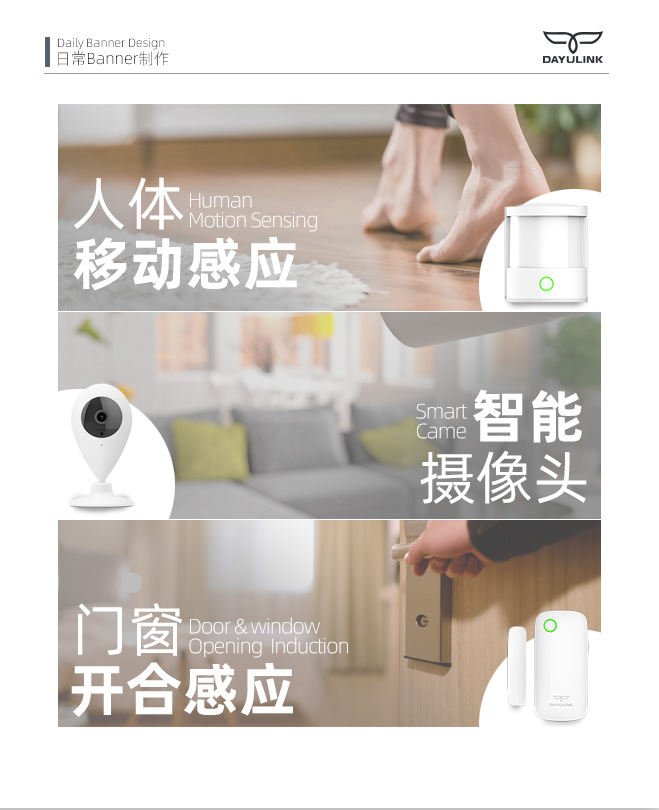 Daily Banner Design
日常Banner制作
DAYULINK
人体
Human
Motion Sensing
移动感应
Smart
Came
智能
摄像头
门窗
Door & window
Opening Induction
开合感应
DAYULINK